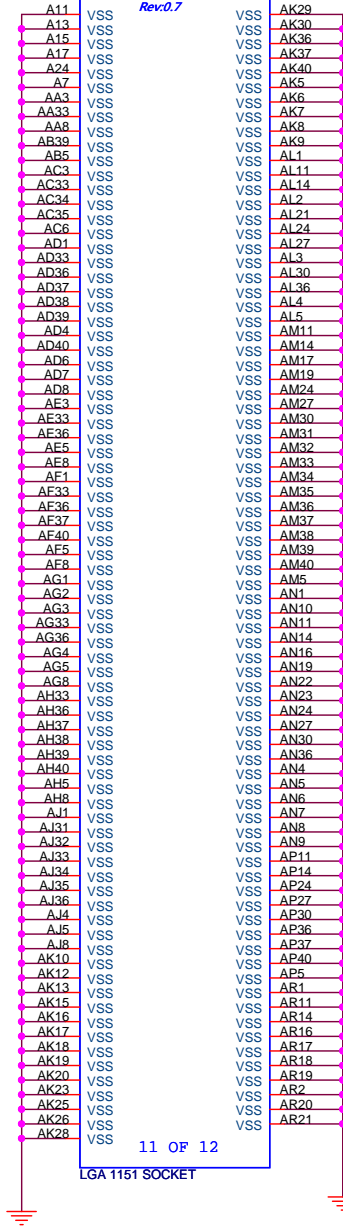 Rev:0.7
A11 VSS VSS AK29
A13 VSS VSS AK30
A15 VSS VSS AK36
A17 VSS VSS AK37
A24 VSS VSS AK40
A7 VSS VSS AK5
AA3 VSS VSS AK6
AA33 VSS VSS AK7
AA8 VSS VSS AK8
AB39 VSS VSS AK9
AB5 VSS VSS AL1
AC3 VSS VSS AL11
AC33 VSS VSS AL14
AC34 VSS VSS AL2
AC35 VSS VSS AL21
AC6 VSS VSS AL24
AD1 VSS VSS AL27
AD33 VSS VSS AL3
AD36 VSS VSS AL30
AD37 VSS VSS AL36
AD38 VSS VSS AL4
AD39 VSS VSS AL5
AD4 VSS VSS AM11
AD40 VSS VSS AM14
AD6 VSS VSS AM17
AD7 VSS VSS AM19
AD8 VSS VSS AM24
AE3 VSS VSS AM27
AE33 VSS VSS AM30
AE36 VSS VSS AM31
AE5 VSS VSS AM32
AE8 VSS VSS AM33
AF1 VSS VSS AM34
AF33 VSS VSS AM35
AF36 VSS VSS AM36
AF37 VSS VSS AM37
AF40 VSS VSS AM38
AF5 VSS VSS AM39
AF8 VSS VSS AM40
AG1 VSS VSS AM5
AG2 VSS VSS AN1
AG3 VSS VSS AN10
AG33 VSS VSS AN11
AG36 VSS VSS AN14
AG4 VSS VSS AN16
AG5 VSS VSS AN19
AG8 VSS VSS AN22
AH33 VSS VSS AN23
AH36 VSS VSS AN24
AH37 VSS VSS AN27
AH38 VSS VSS AN30
AH39 VSS VSS AN36
AH40 VSS VSS AN4
AH5 VSS VSS AN5
AH8 VSS VSS AN6
AJ1 VSS VSS AN7
AJ31 VSS VSS AN8
AJ32 VSS VSS AN9
AJ33 VSS VSS AP11
AJ34 VSS VSS AP14
AJ35 VSS VSS AP24
AJ36 VSS VSS AP27
AJ4 VSS VSS AP30
AJ5 VSS VSS AP36
AJ8 VSS VSS AP37
AK10 VSS VSS AP40
AK12 VSS VSS AP5
AK13 VSS VSS AR1
AK15 VSS VSS AR11
AK16 VSS VSS AR14
AK17 VSS VSS AR16
AK18 VSS VSS AR17
AK19 VSS VSS AR18
AK20 VSS VSS AR19
AK23 VSS VSS AR2
AK25 VSS VSS AR20
AK26 VSS VSS AR21
AK28 VSS
11 OF 12
LGA 1151 SOCKET